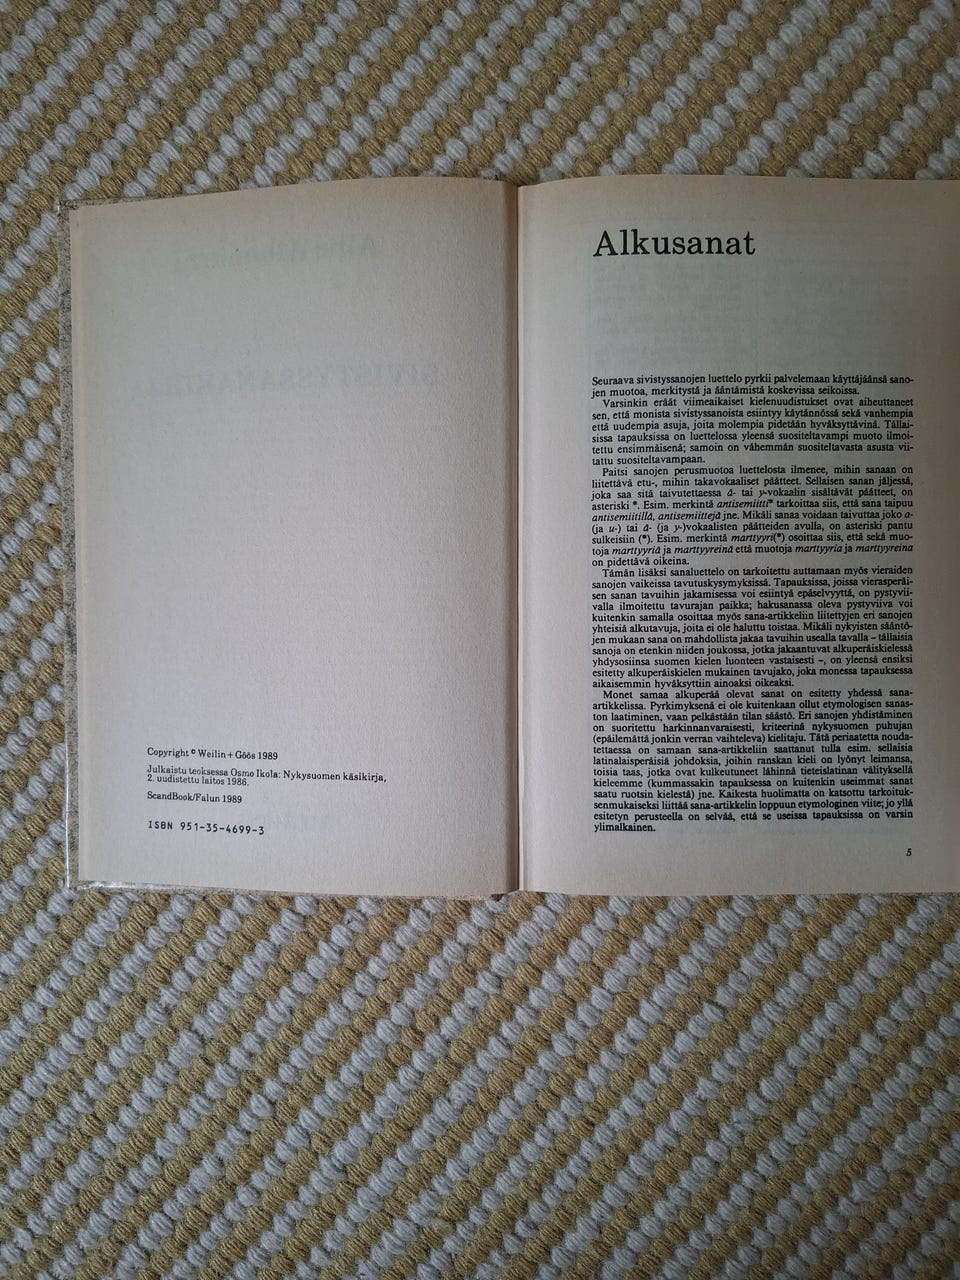 Copyright © Weilin+Göös 1989
Julkaistu teoksessa Osmo Ikola: Nykysuomen käsikirja,
2. uudistettu laitos 1986.
ScandBook/Falun 1989
ISBN 951-35-4699-3
Alkusanat
Seuraava sivistyssanojen luettelo pyrkii palvelemaan käyttäjäänsä sano-
jen muotoa, merkitystä ja ääntämistä koskevissa seikoissa.
Varsinkin eräät viimeaikaiset kielenuudistukset ovat aiheuttaneet
sen, että monista sivistyssanoista esiintyy käytännössä sekä vanhempia
että uudempia asuja, joita molempia pidetään hyväksyttävinä. Tällai-
sissa tapauksissa on luettelossa yleensä suositeltavampi muoto ilmoi-
tettu ensimmäisenä; samoin on vähemmän suositeltavasta asusta vii-
tattu suositeltavampaan.
Paitsi sanojen perusmuotoa luettelosta ilmenee, mihin sanaan on
liitettävä etu-, mihin takavokaaliset päätteet. Sellaisen sanan jäljessä,
joka saa sitä taivutettaessa ä- tai y-vokaalin sisältävät päätteet, on
asteriski *. Esim. merkintä antisemiitti* tarkoittaa siis, että sana taipuu
antisemiitillä, antisemiittejä jne. Mikäli sanaa voidaan taivuttaa joko a-
(ja u-) tai ä- (ja y-)vokaalisten päätteiden avulla, on asteriski pantu
sulkeisiin (*). Esim. merkintä marttyyri(*) osoittaa siis, että sekä muo-
toja marttyyriä ja marttyyreinä että muotoja marttyyria ja marttyyreina
on pidettävä oikeina.
Tämän lisäksi sanaluettelo on tarkoitettu auttamaan myös vieraiden
sanojen vaikeissa tavutuskysymyksissä. Tapauksissa, joissa vierasperäi-
sen sanan tavuihin jakamisessa voi esiintyä epäselvyyttä, on pystyvii-
valla ilmoitettu tavurajan paikka; hakusanassa oleva pystyviiva voi
kuitenkin samalla osoittaa myös sana-artikkeliin liitettyjen eri sanojen
yhteisiä alkutavuja, joita ei ole haluttu toistaa. Mikäli nykyisten sääntö-
jen mukaan sana on mahdollista jakaa tavuihin usealla tavalla – tällaisia
sanoja on etenkin niiden joukossa, jotka jakaantuvat alkuperäiskielessä
yhdysosiinsa suomen kielen luonteen vastaisesti –, on yleensä ensiksi
esitetty alkuperäiskielen mukainen tavujako, joka monessa tapauksessa
aikaisemmin hyväksyttiin ainoaksi oikeaksi.
Monet samaa alkuperää olevat sanat on esitetty yhdessä sana-
artikkelissa. Pyrkimyksenä ei ole kuitenkaan ollut etymologisen sanas-
ton laatiminen, vaan pelkästään tilan säästö. Eri sanojen yhdistäminen
on suoritettu harkinnanvaraisesti, kriteerinä nykysuomen puhujan
(epäilemättä jonkin verran vaihteleva) kielitaju. Tätä periaatetta nouda-
tettaessa on samaan sana-artikkeliin saattanut tulla esim. sellaisia
latinalaisperäisiä johdoksia, joihin ranskan kieli on lyönyt leimansa,
toisia taas, jotka ovat kulkeutuneet lähinnä tieteislatinan välityksellä
kieleemme (kummassakin tapauksessa on kuitenkin useimmat sanat
saatu ruotsin kielestä) jne. Kaikesta huolimatta on katsottu tarkoituk-
senmukaiseksi liittää sana-artikkelin loppuun etymologinen viite; jo yllä
esitetyn perusteella on selvää, että se useissa tapauksissa on varsin
ylimalkainen.
5